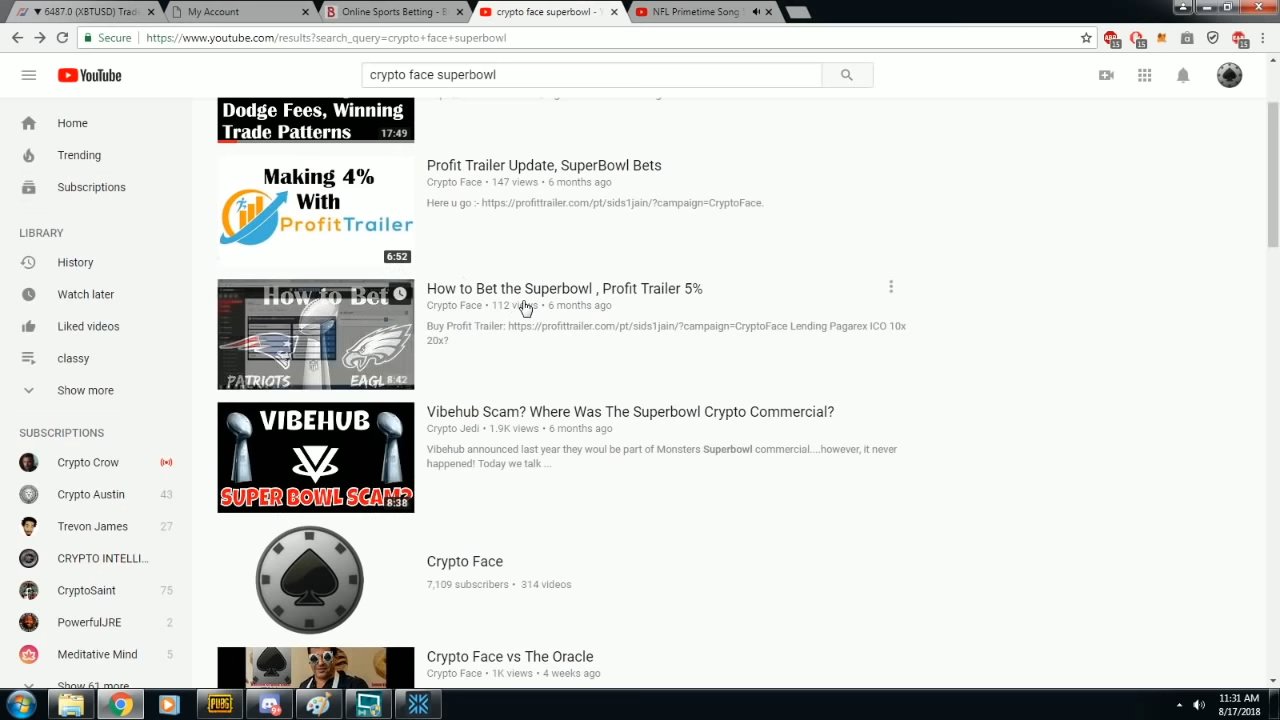 ▼ 6487.0 (XBTUSD) Trad
My Account
Online Sports Betting - B
crypto face superbowl - Y
NFL Primetime Song
Secure
https://www.youtube.com/results?search_query=crypto+face+superbowl
15
15
15
YouTube
crypto face superbowl
Home
Trending
Subscriptions
LIBRARY
History
Watch later
Liked videos
classy
Show more
SUBSCRIPTIONS
Crypto Crow
Crypto Austin 43
Trevon James 27
CRYPTO INTELLI...
CryptoSaint 75
PowerfulJRE 2
Meditative Mind 5
Show 61 more
Dodge Fees, Winning
Trade Patterns
17:49
Making 4%
With
ProfitTrailer
6:52
Profit Trailer Update, SuperBowl Bets
Crypto Face • 147 views • 6 months ago
Here u go :- https://profittrailer.com/pt/sids1jain/?campaign=CryptoFace.
How to Bet
PATRIOTS
EAGL
8:42
How to Bet the Superbowl , Profit Trailer 5%
Crypto Face • 112 views • 6 months ago
Buy Profit Trailer: https://profittrailer.com/pt/sids1jain/?campaign=CryptoFace Lending Pagarex ICO 10x
20x?
VIBEHUB
SUPER BOWL SCAM?
8:38
Vibehub Scam? Where Was The Superbowl Crypto Commercial?
Crypto Jedi • 1.9K views • 6 months ago
Vibehub announced last year they woul be part of Monsters Superbowl commercial....however, it never
happened! Today we talk ...
Crypto Face
7,109 subscribers • 314 videos
Crypto Face vs The Oracle
Crypto Face • 1K views • 4 weeks ago
PUBG
11:31 AM
8/17/2018